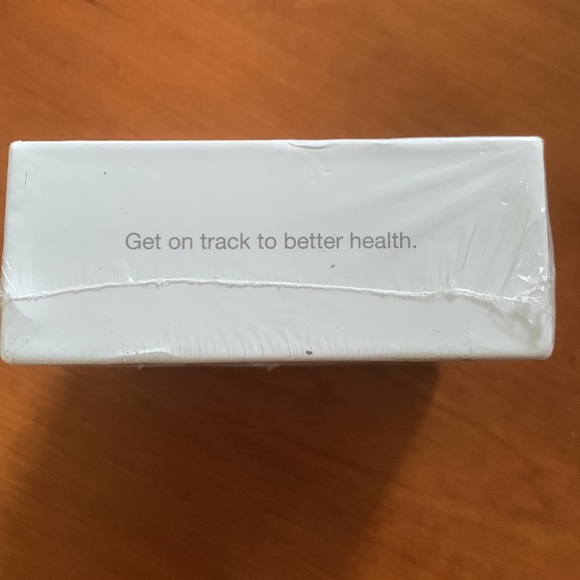 Get on track to better health.